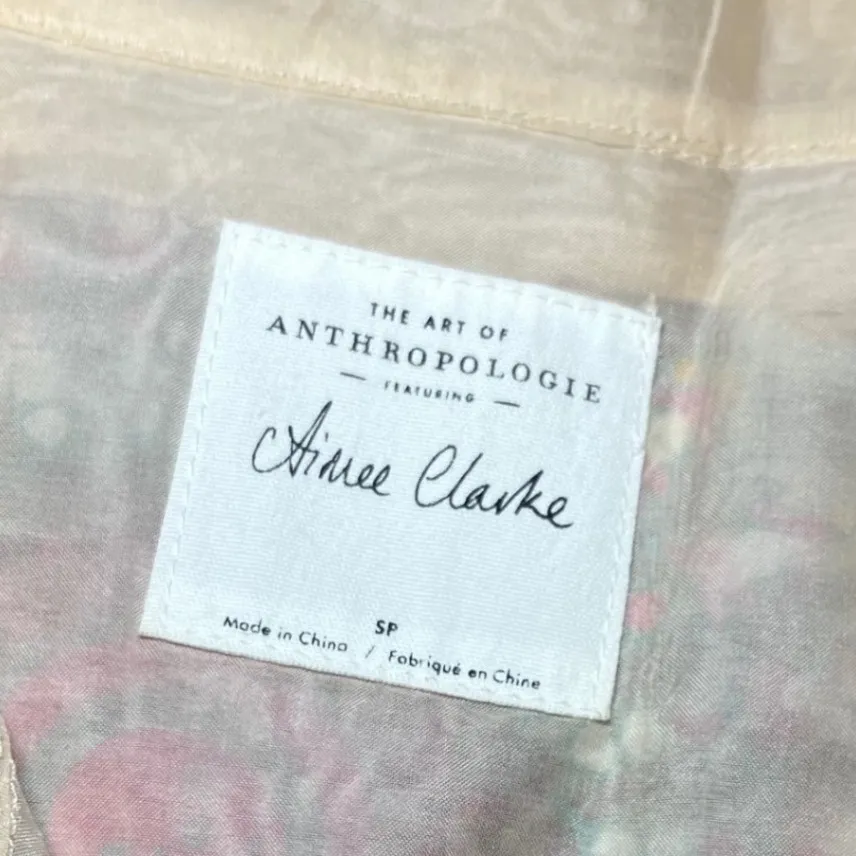 THE ART OF
ANTHROPOLOGIE
— FEATURING —
Aimee Clarke
SP
Made in China / Fabriqué en Chine